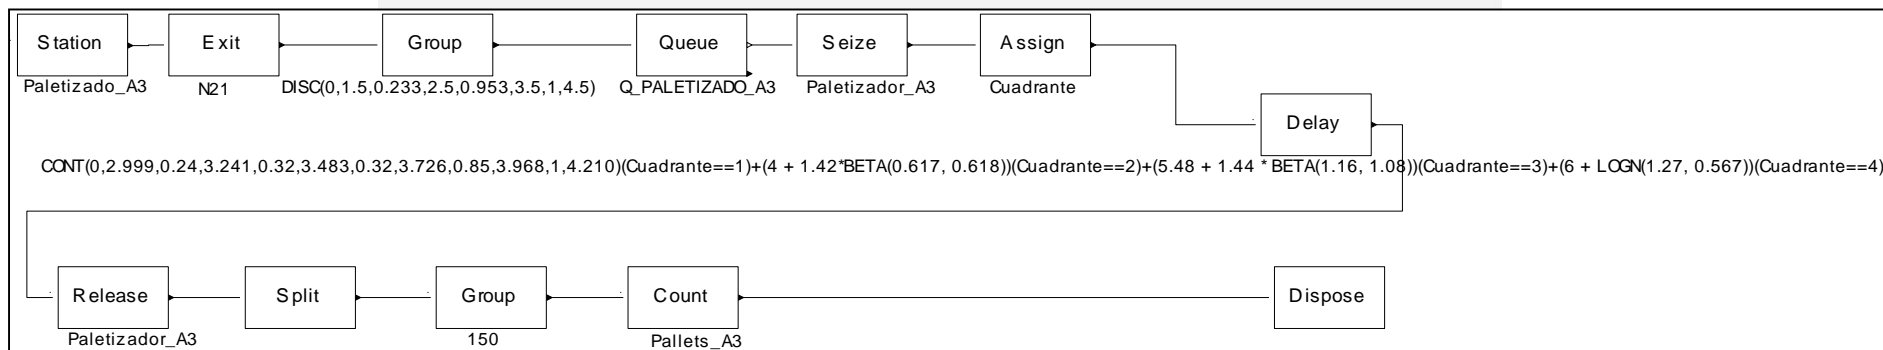 Station Exit Group Queue Seize Assign
Paletizado_A3 N21 DISC(0,1.5,0.233,2.5,0.953,3.5,1,4.5) Q_PALETIZADO_A3 Paletizador_A3 Cuadrante
Delay
CONT(0,2.999,0.24,3.241,0.32,3.483,0.32,3.726,0.85,3.968,1,4.210)(Cuadrante==1)+(4 + 1.42*BETA(0.617, 0.618))(Cuadrante==2)+(5.48 + 1.44 * BETA(1.16, 1.08))(Cuadrante==3)+(6 + LOGN(1.27, 0.567))(Cuadrante==4)
Release Split Group Count Dispose
Paletizador_A3 150 Pallets_A3